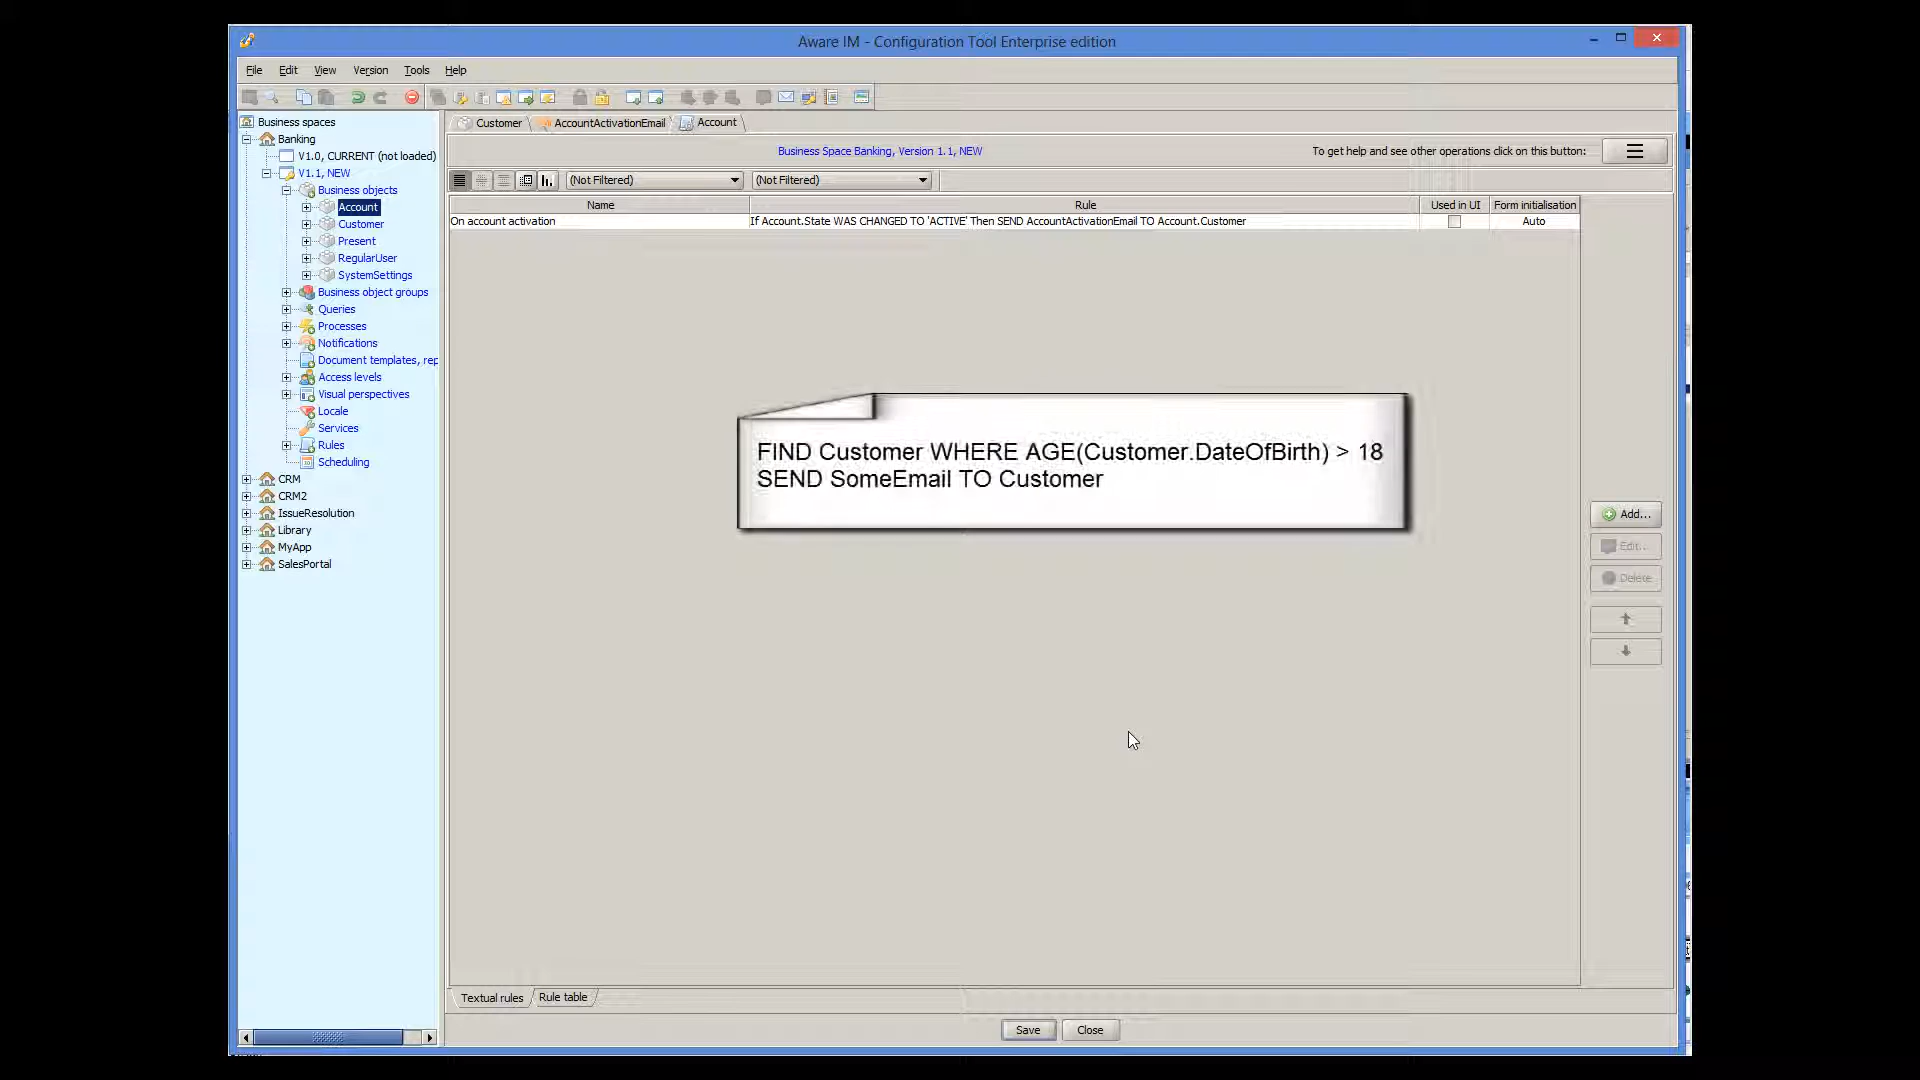 Aware IM - Configuration Tool Enterprise edition
File Edit View Version Tools Help
Business spaces
Banking
V1.0, CURRENT (not loaded)
V1.1, NEW
Business objects
Account
Customer
Present
RegularUser
SystemSettings
Business object groups
Queries
Processes
Notifications
Document templates, rep
Access levels
Visual perspectives
Locale
Services
Rules
Scheduling
CRM
CRM2
IssueResolution
Library
MyApp
SalesPortal
Customer AccountActivationEmail Account
Business Space Banking, Version 1.1, NEW
To get help and see other operations click on this button:
(Not Filtered) (Not Filtered)
Name Rule Used in UI Form initialisation
On account activation If Account.State WAS CHANGED TO 'ACTIVE' Then SEND AccountActivationEmail TO Account.Customer Auto
FIND Customer WHERE AGE(Customer.DateOfBirth) > 18
SEND SomeEmail TO Customer
Add...
Edit...
Delete
Textual rules Rule table
Save Close